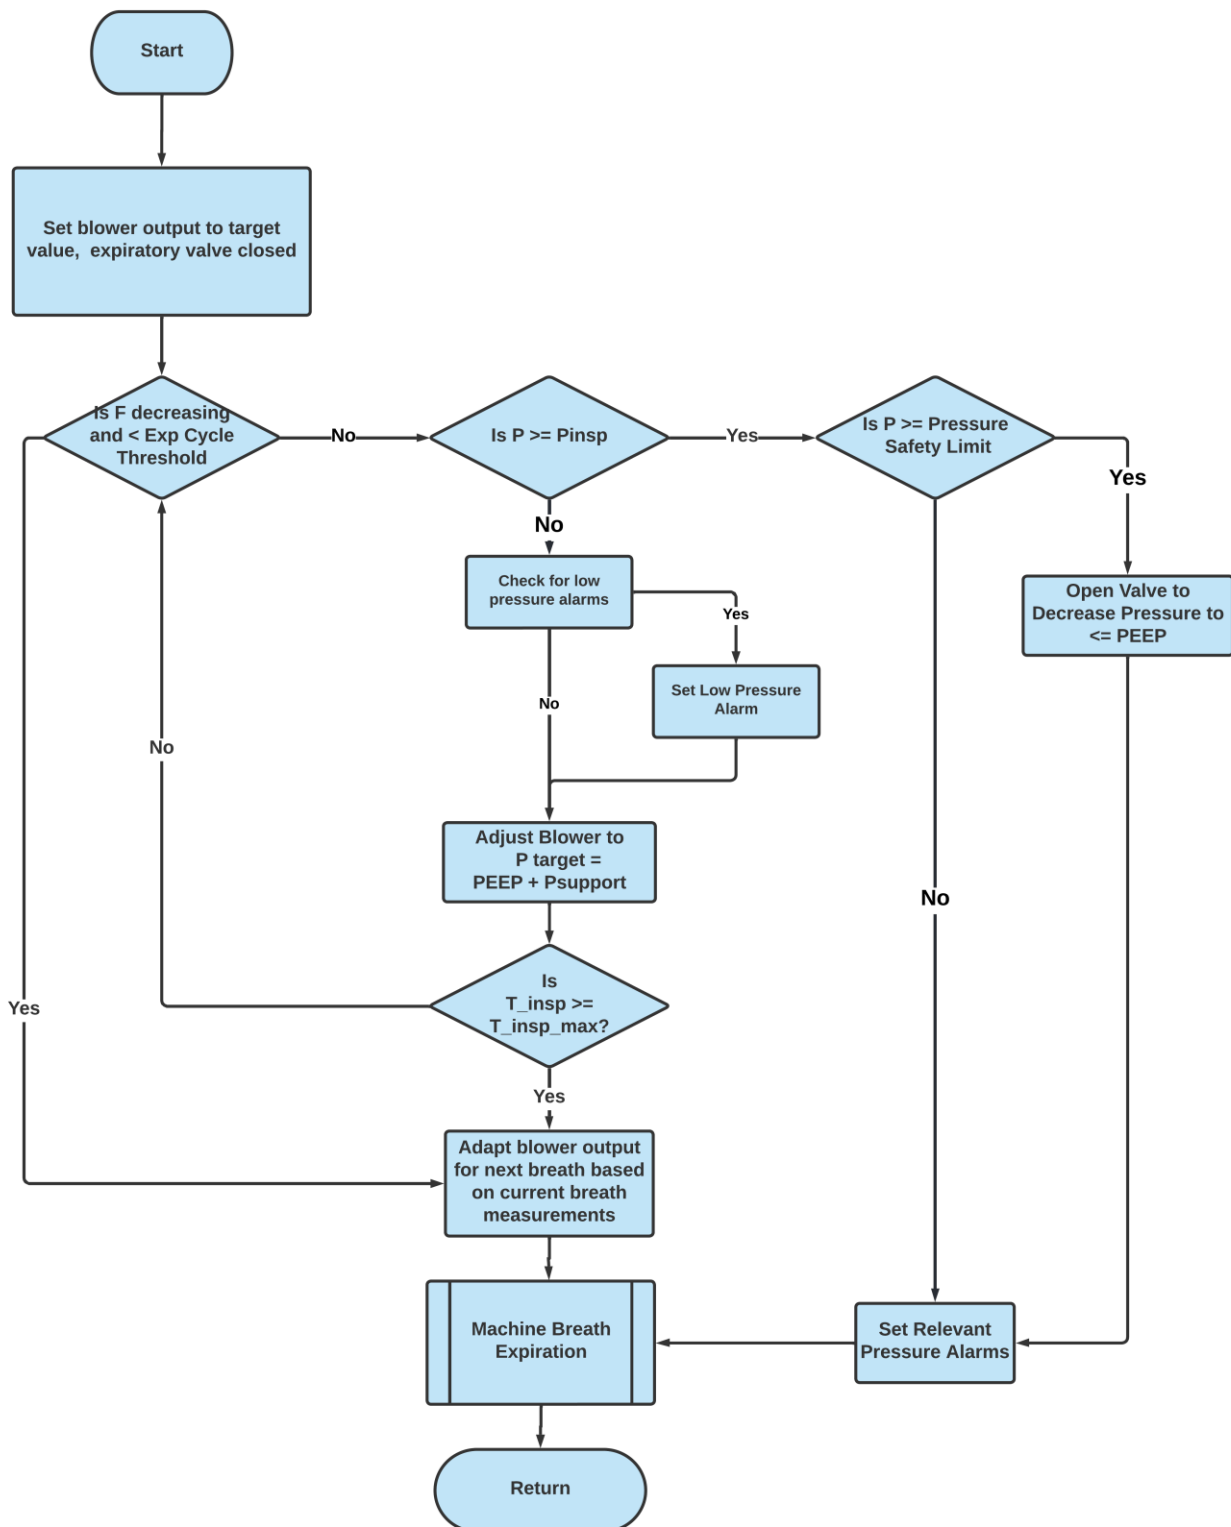 Start
Set blower output to target
value,  expiratory valve closed
Is F decreasing
and < Exp Cycle
Threshold
No
Is P >= Pinsp
Yes
Is P >= Pressure
Safety Limit
Yes
No
Check for low
pressure alarms
Yes
Open Valve to
Decrease Pressure to
<= PEEP
Set Low Pressure
Alarm
No
No
Adjust Blower to
P target =
PEEP + Psupport
No
Is
T_insp >=
T_insp_max?
Yes
Yes
Adapt blower output
for next breath based
on current breath
measurements
Machine Breath
Expiration
Set Relevant
Pressure Alarms
Return